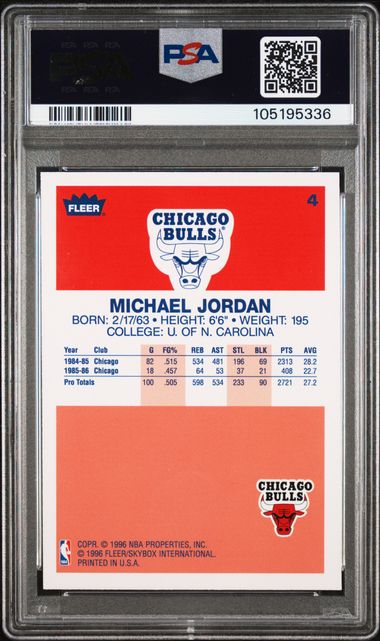 PSA
PSA
105195336
FLEER
4
CHICAGO
BULLS
MICHAEL JORDAN
BORN: 2/17/63 • HEIGHT: 6'6" • WEIGHT: 195
COLLEGE: U. OF N. CAROLINA
Year Club G FG% REB AST STL BLK PTS AVG
1984-85 Chicago 82 .515 534 481 196 69 2313 28.2
1985-86 Chicago 18 .457 64 53 37 21 408 22.7
Pro Totals 100 .505 598 534 233 90 2721 27.2
CHICAGO
BULLS
COPR. © 1996 NBA PROPERTIES, INC.
© 1996 FLEER/SKYBOX INTERNATIONAL.
PRINTED IN U.S.A.